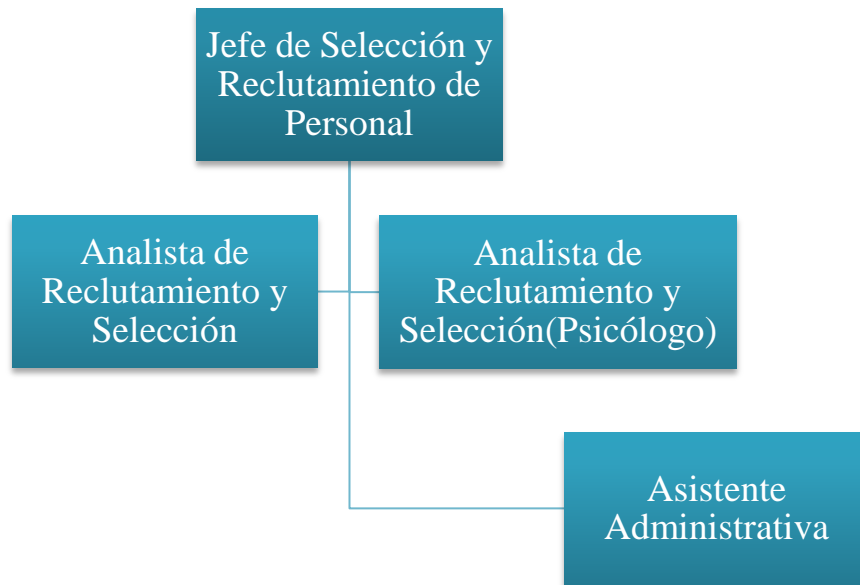 Jefe de Selección y
Reclutamiento de
Personal
Analista de
Reclutamiento y
Selección
Analista de
Reclutamiento y
Selección(Psicólogo)
Asistente
Administrativa